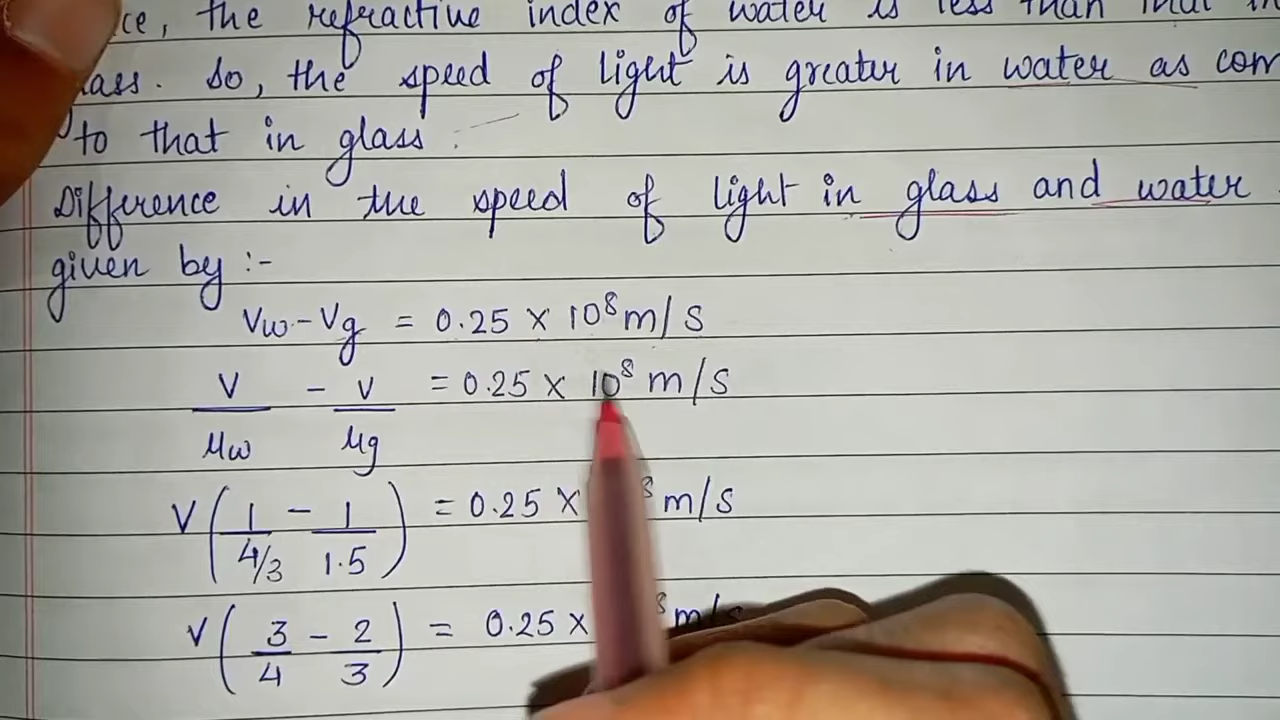 the refractive index of water is less than that in
. So, the speed of light is greater in water as com
to that in glass.
Difference in the speed of light in glass and water
given by :-
Vw - Vg = 0.25 × 10⁸ m/s
V/μw - V/μg = 0.25 × 10⁸ m/s
V(1/4/3 - 1/1.5) = 0.25 × ⁸ m/s
V(3/4 - 2/3) = 0.25 × ⁸ m/s